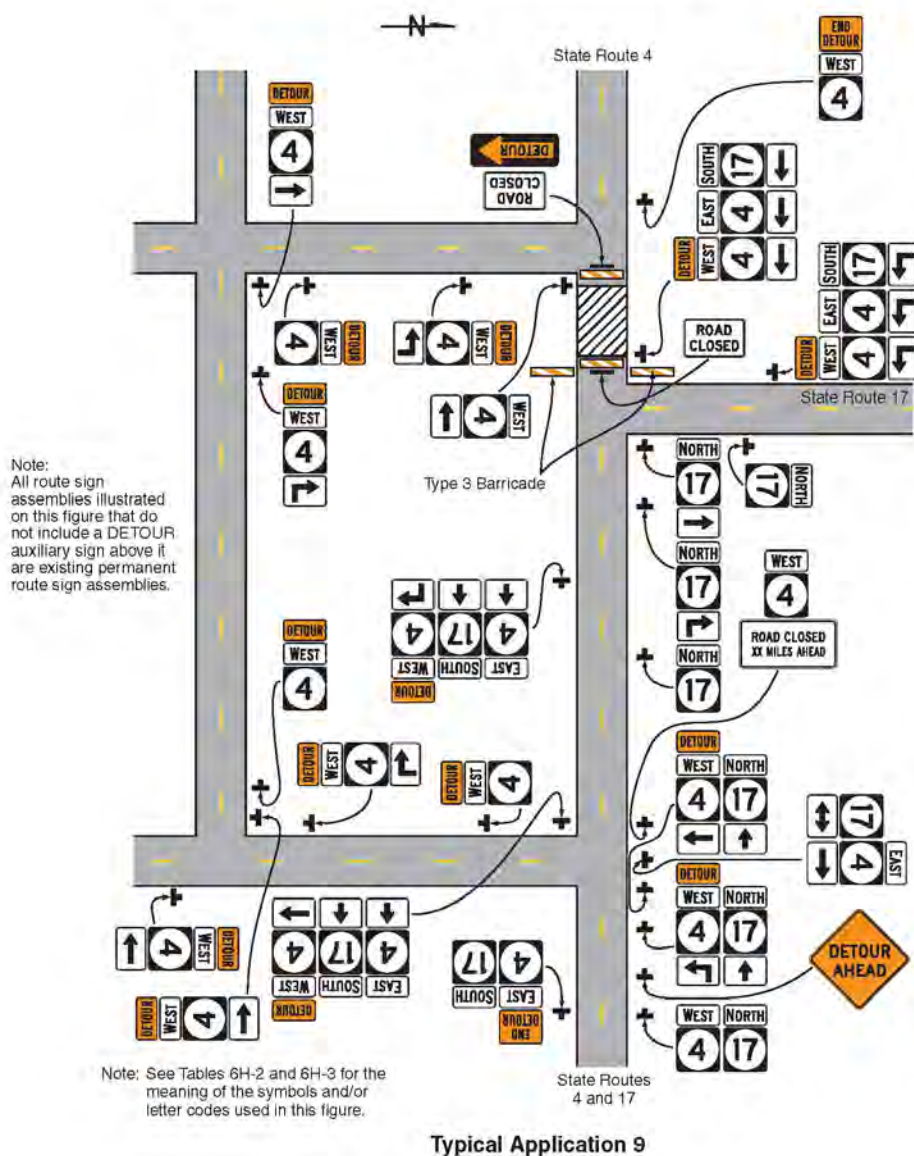 N
State Route 4
END
DETOUR
WEST
4
DETOUR
WEST
4
DETOUR
ROAD
CLOSED
SOUTH
17
EAST
4
DETOUR
WEST
4
SOUTH
17
EAST
4
DETOUR
WEST
4
4
WEST
DETOUR
4
WEST
DETOUR
4
WEST
ROAD
CLOSED
State Route 17
DETOUR
WEST
4
Type 3 Barricade
Note:
All route sign
assemblies illustrated
on this figure that do
not include a DETOUR
auxiliary sign above it
are existing permanent
route sign assemblies.
NORTH
17
17
NORTH
NORTH
17
NORTH
17
WEST
4
ROAD CLOSED
XX MILES AHEAD
4
17
4
WEST
SOUTH
EAST
DETOUR
DETOUR
WEST
4
DETOUR
WEST
4
DETOUR
WEST
4
DETOUR
WEST NORTH
4 17
17
4
EAST
DETOUR
WEST NORTH
4 17
DETOUR
AHEAD
WEST NORTH
4 17
4
WEST
DETOUR
DETOUR
WEST
4
4
17
4
WEST
SOUTH
EAST
DETOUR
17
4
SOUTH
EAST
END
DETOUR
Note: See Tables 6H-2 and 6H-3 for the
meaning of the symbols and/or
letter codes used in this figure.
State Routes
4 and 17
Typical Application 9